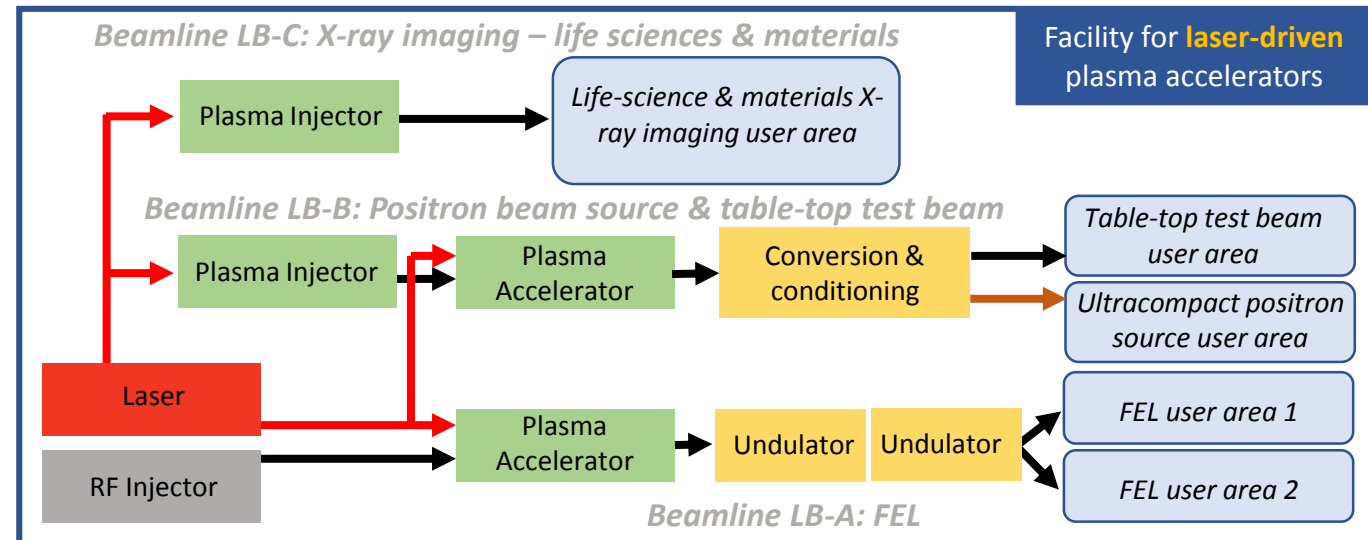 Beamline LB-C: X-ray imaging – life sciences & materials
Facility for laser-driven
plasma accelerators
Plasma Injector
Life-science & materials X-
ray imaging user area
Beamline LB-B: Positron beam source & table-top test beam
Plasma Injector
Plasma
Accelerator
Conversion &
conditioning
Table-top test beam
user area
Ultracompact positron
source user area
Laser
RF Injector
Plasma
Accelerator
Undulator
Undulator
FEL user area 1
FEL user area 2
Beamline LB-A: FEL